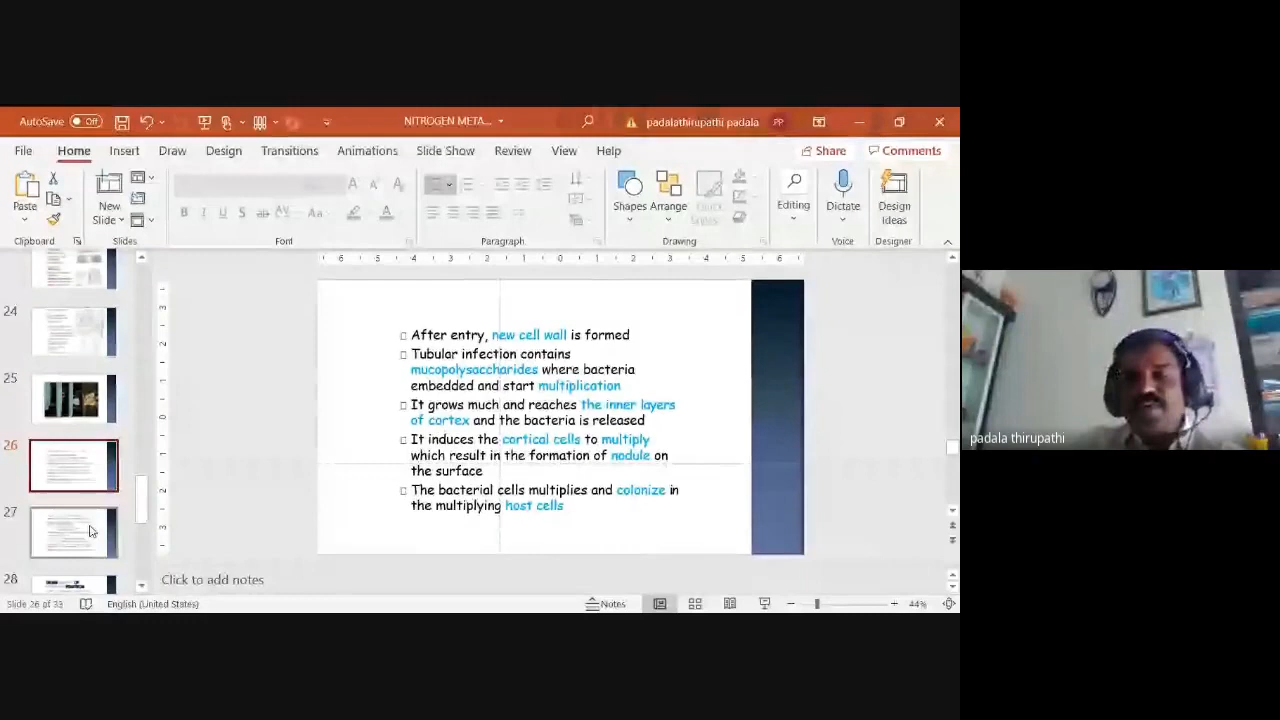 AutoSave Off NITROGEN META... padalathirupathi padala PP
File Home Insert Draw Design Transitions Animations Slide Show Review View Help Share Comments
Paste New Slide Shapes Arrange Quick Styles Editing Dictate Design Ideas
Clipboard Slides Font Paragraph Drawing Voice Designer
24
25
26
27
28
After entry, new cell wall is formed
Tubular infection contains
mucopolysaccharides where bacteria
embedded and start multiplication
It grows much and reaches the inner layers
of cortex and the bacteria is released
It induces the cortical cells to multiply
which result in the formation of nodule on
the surface
The bacterial cells multiplies and colonize in
the multiplying host cells
Click to add notes
Slide 26 of 33 English (United States) Notes 44%
padala thirupathi